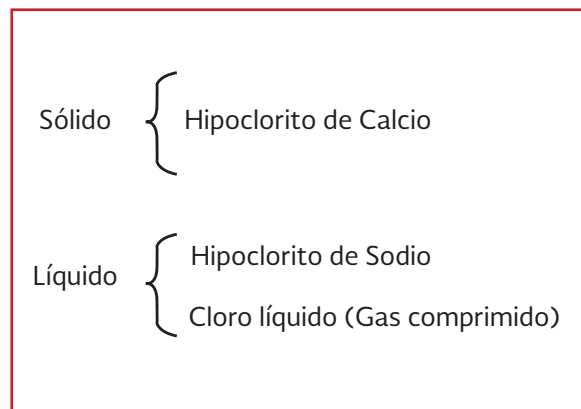 Sólido
Hipoclorito de Calcio
Líquido
Hipoclorito de Sodio
Cloro líquido (Gas comprimido)